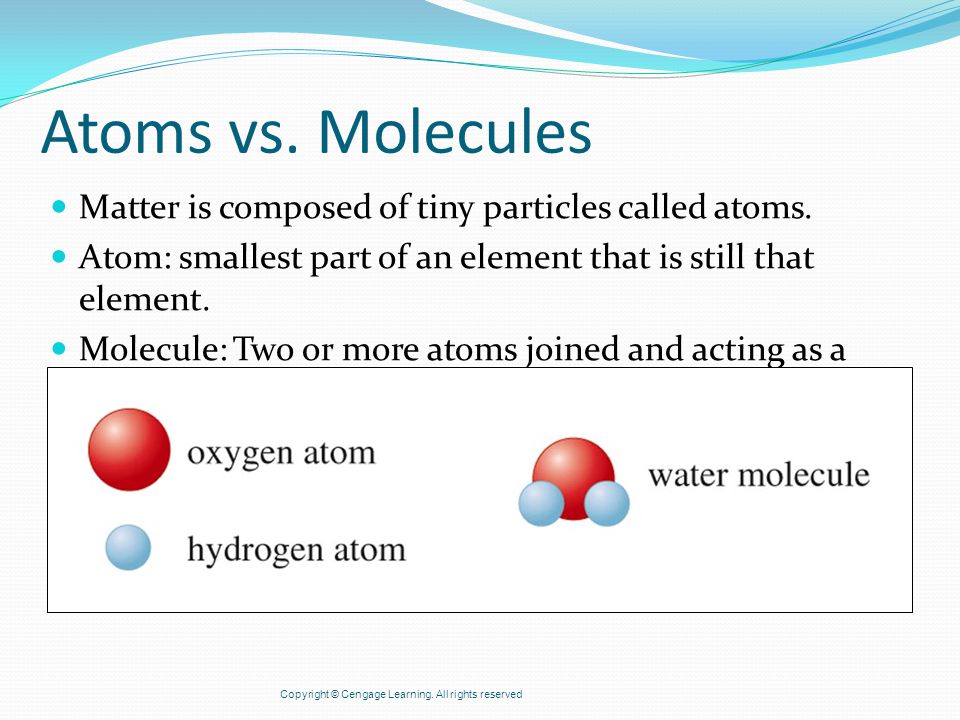 Atoms vs. Molecules
Matter is composed of tiny particles called atoms.
Atom: smallest part of an element that is still that
element.
Molecule: Two or more atoms joined and acting as a
oxygen atom
water molecule
hydrogen atom
Copyright © Cengage Learning. All rights reserved